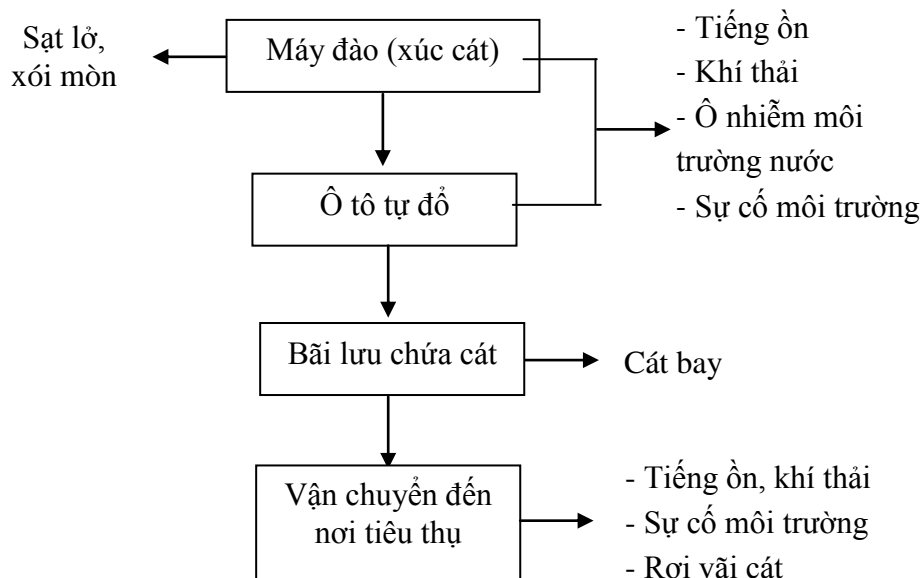 Sạt lở,
xói mòn
Máy đào (xúc cát)
- Tiếng ồn
- Khí thải
- Ô nhiễm môi
trường nước
- Sự cố môi trường
Ô tô tự đổ
Bãi lưu chứa cát
Cát bay
Vận chuyển đến
nơi tiêu thụ
- Tiếng ồn, khí thải
- Sự cố môi trường
- Rơi vãi cát